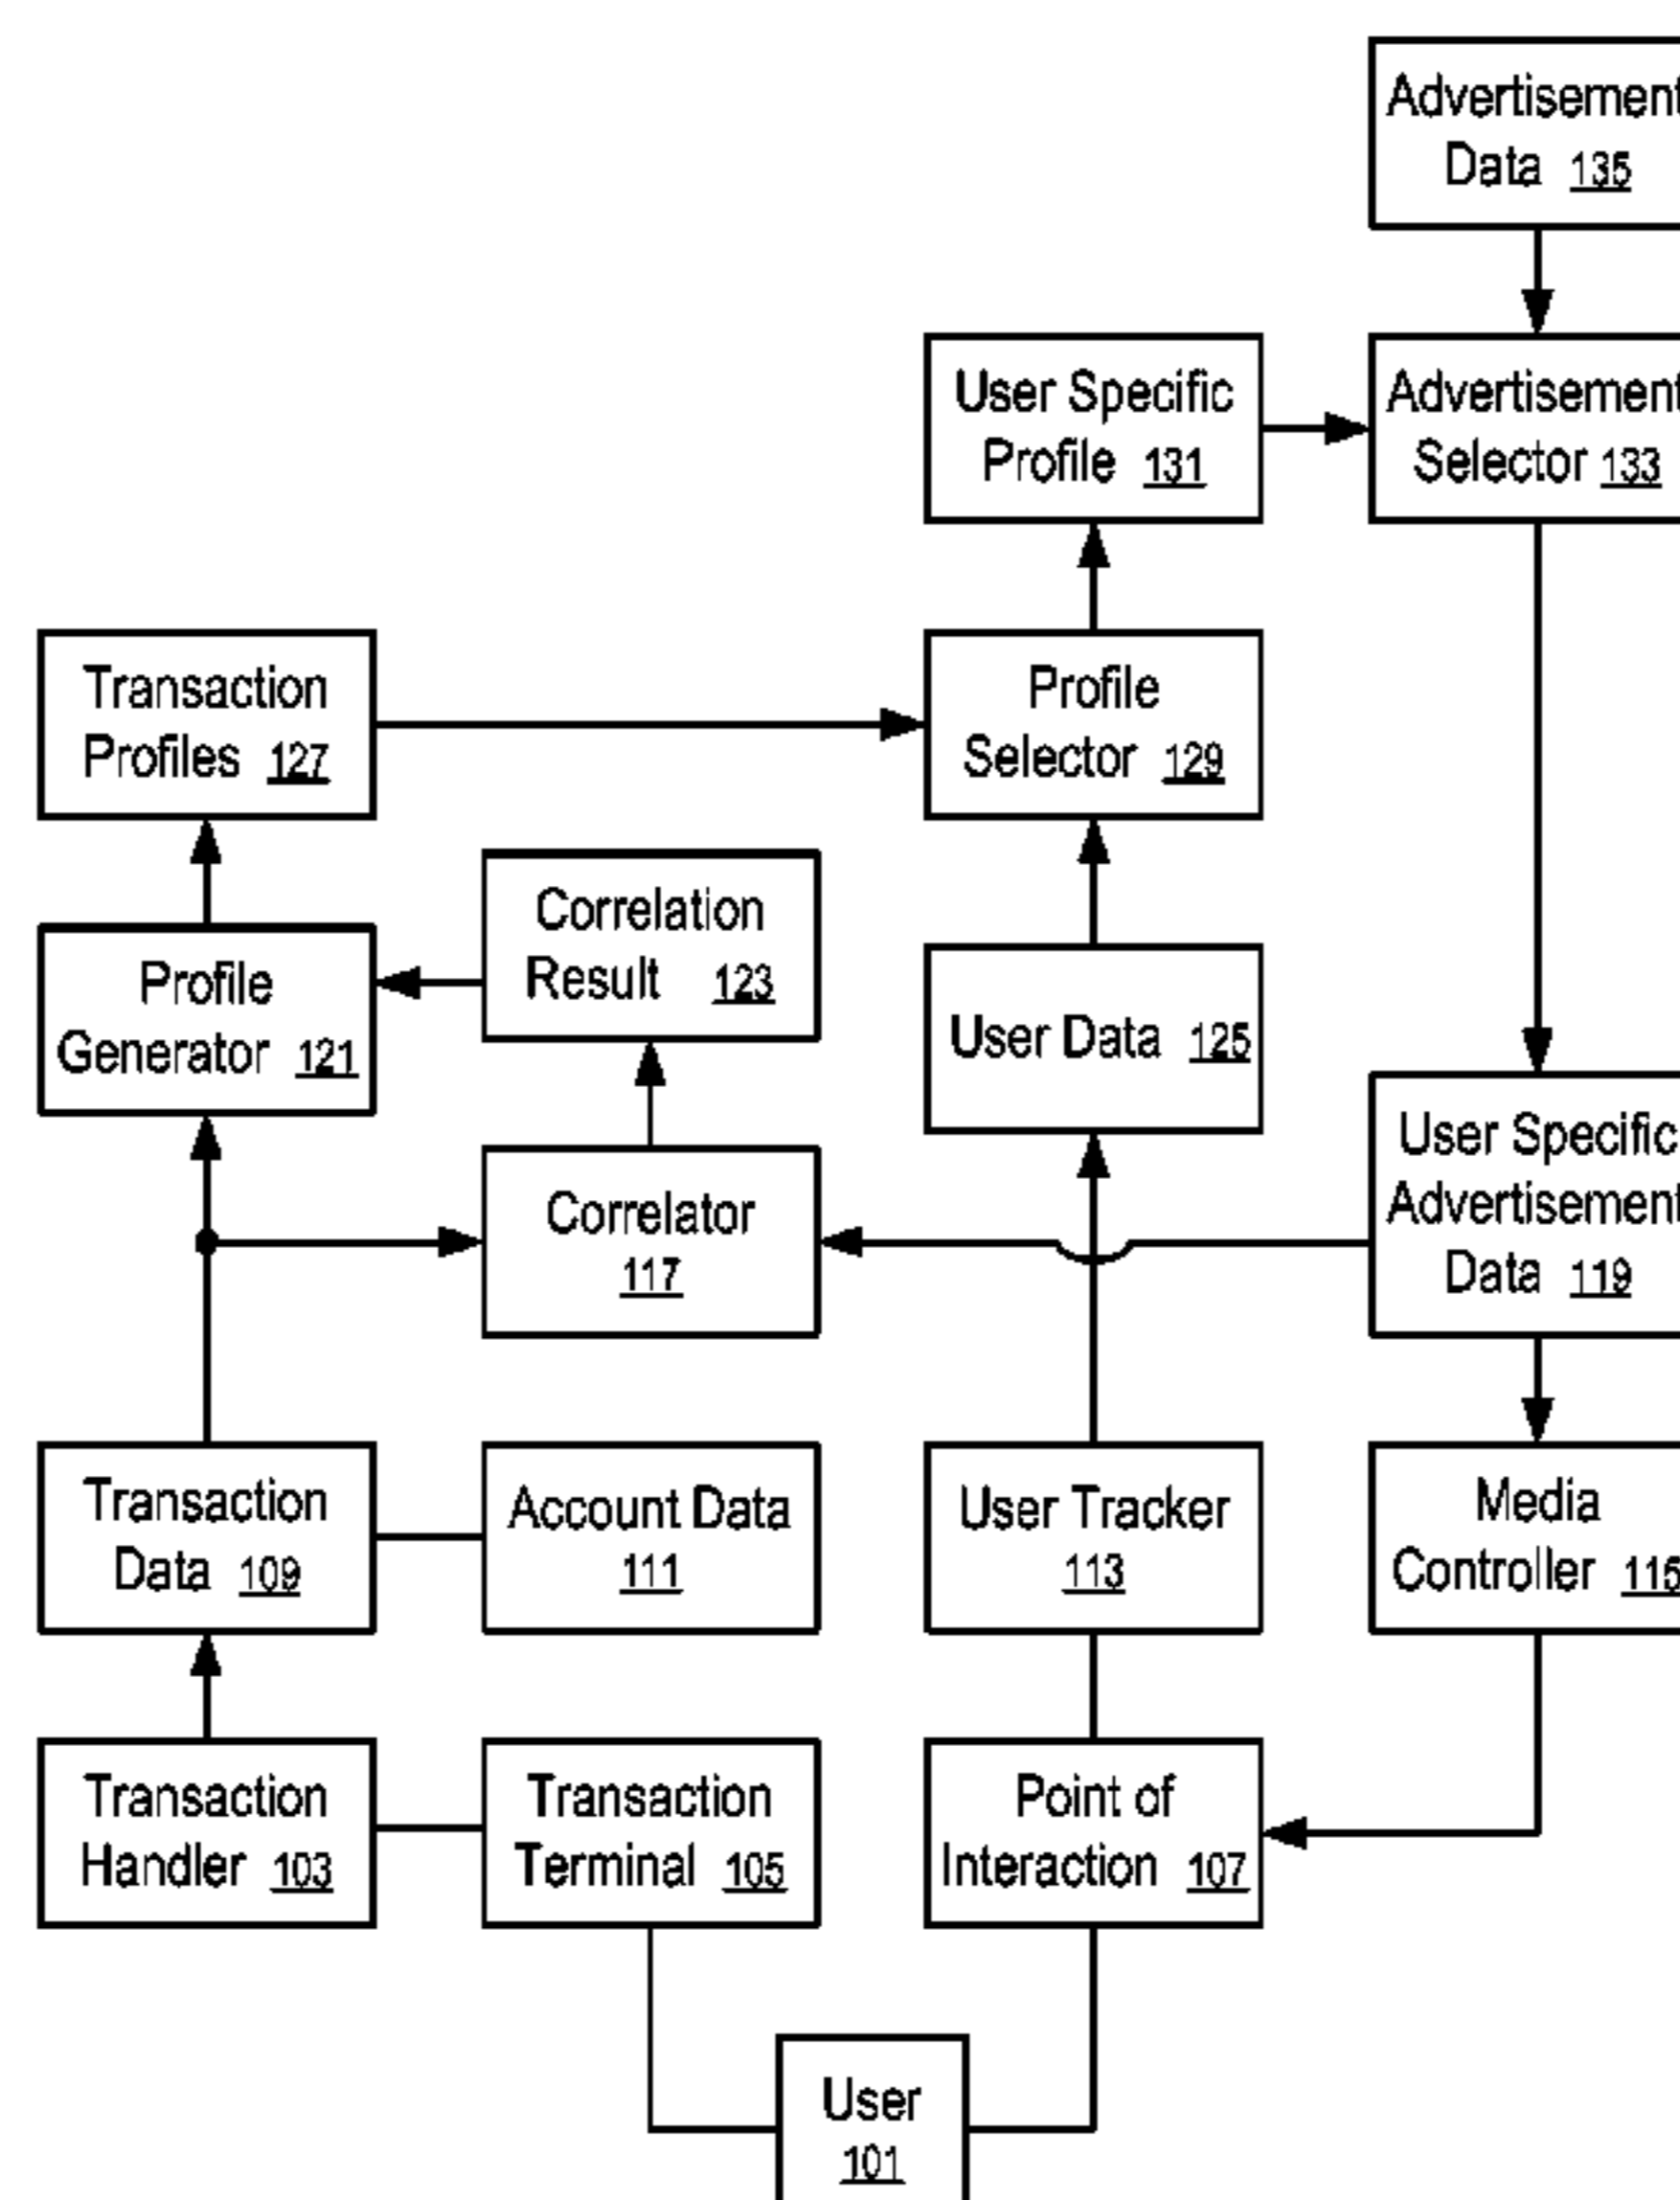 Advertisement
Data 135
User Specific
Profile 131
Advertisement
Selector 133
Transaction
Profiles 127
Profile
Selector 129
Correlation
Result 123
Profile
Generator 121
User Data 125
User Specific
Advertisement
Data 119
Correlator
117
Transaction
Data 109
Account Data
111
User Tracker
113
Media
Controller 115
Transaction
Handler 103
Transaction
Terminal 105
Point of
Interaction 107
User
101